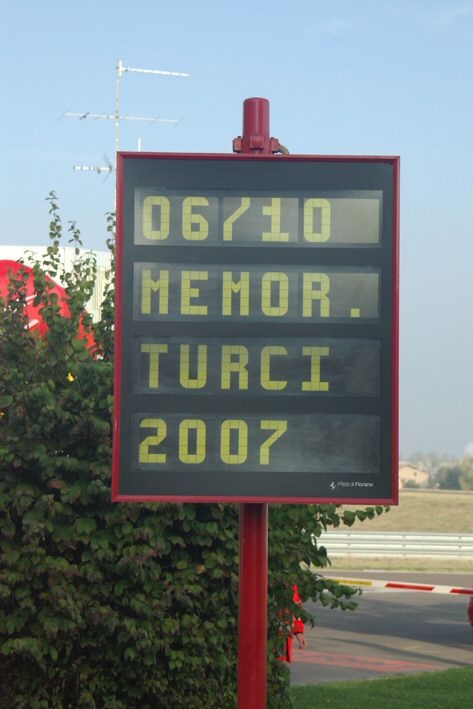 06/10
MEMOR.
TURCI
2007
Pista di Fiorano